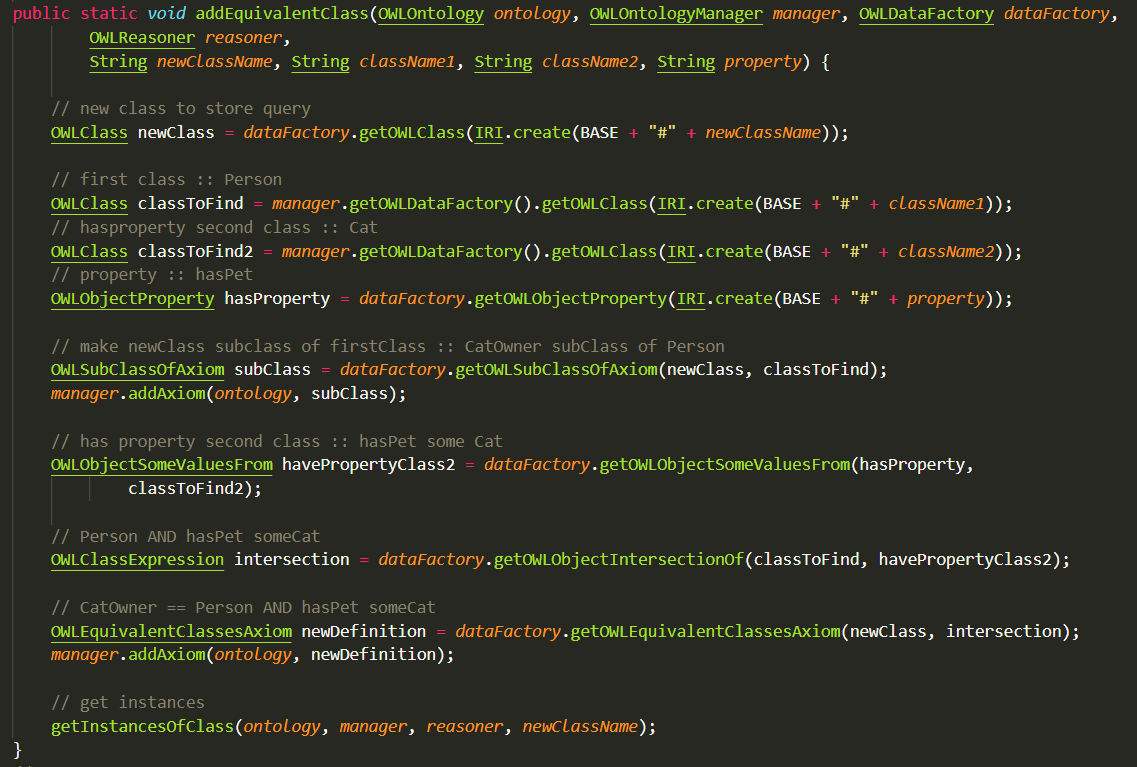 public static void addEquivalentClass(OWLOntology ontology, OWLOntologyManager manager, OWLDataFactory dataFactory,
OWLReasoner reasoner,
String newClassName, String className1, String className2, String property) {
// new class to store query
OWLClass newClass = dataFactory.getOWLClass(IRI.create(BASE + "#" + newClassName));
// first class :: Person
OWLClass classToFind = manager.getOWLDataFactory().getOWLClass(IRI.create(BASE + "#" + className1));
// hasproperty second class :: Cat
OWLClass classToFind2 = manager.getOWLDataFactory().getOWLClass(IRI.create(BASE + "#" + className2));
// property :: hasPet
OWLObjectProperty hasProperty = dataFactory.getOWLObjectProperty(IRI.create(BASE + "#" + property));
// make newClass subclass of firstClass :: CatOwner subClass of Person
OWLSubClassOfAxiom subClass = dataFactory.getOWLSubClassOfAxiom(newClass, classToFind);
manager.addAxiom(ontology, subClass);
// has property second class :: hasPet some Cat
OWLObjectSomeValuesFrom havePropertyClass2 = dataFactory.getOWLObjectSomeValuesFrom(hasProperty,
classToFind2);
// Person AND hasPet someCat
OWLClassExpression intersection = dataFactory.getOWLObjectIntersectionOf(classToFind, havePropertyClass2);
// CatOwner == Person AND hasPet someCat
OWLEquivalentClassesAxiom newDefinition = dataFactory.getOWLEquivalentClassesAxiom(newClass, intersection);
manager.addAxiom(ontology, newDefinition);
// get instances
getInstancesOfClass(ontology, manager, reasoner, newClassName);
}